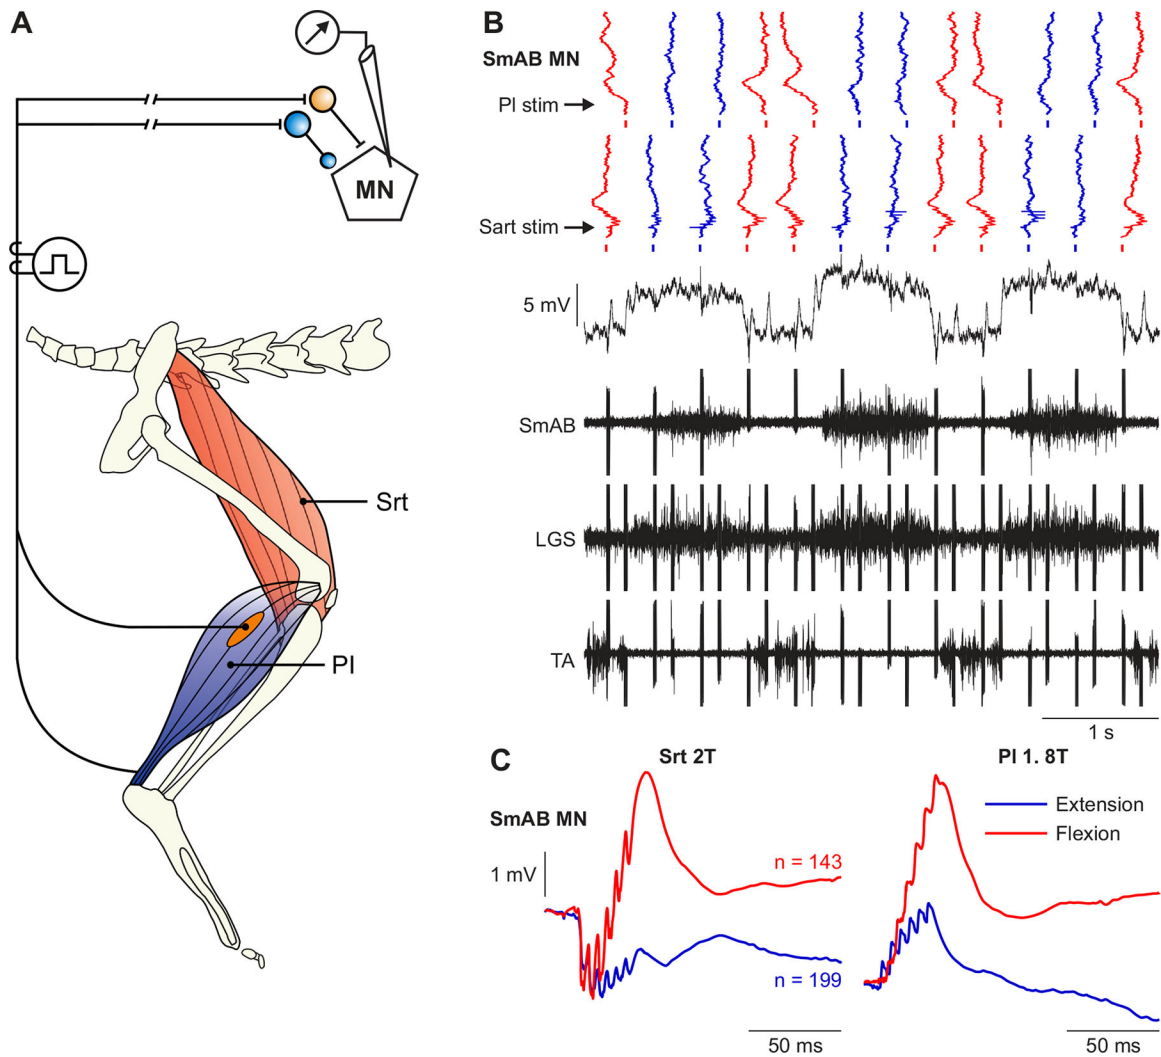 A
MN
Srt
Pl
B
SmAB MN
Pl stim
Sart stim
5 mV
SmAB
LGS
TA
1 s
C
Srt 2T
Pl 1. 8T
SmAB MN
Extension
Flexion
1 mV
n = 143
n = 199
50 ms
50 ms